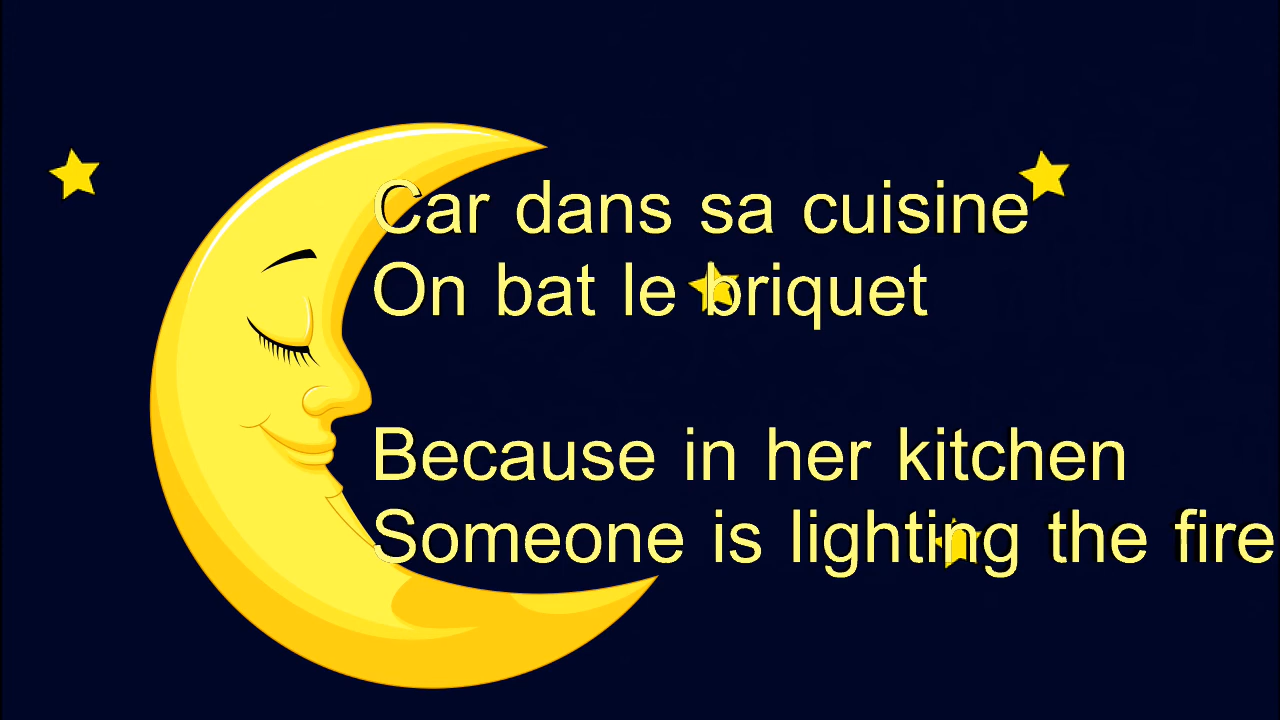 Car dans sa cuisine
On bat le briquet
Because in her kitchen
Someone is lighting the fire